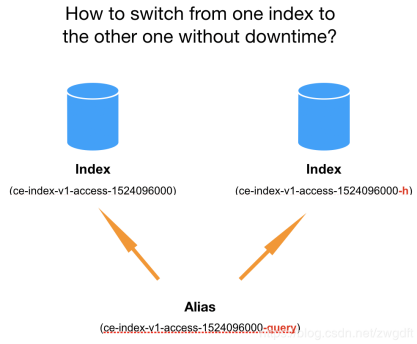 How to switch from one index to
the other one without downtime?
Index
Index
(ce-index-v1-access-1524096000)
(ce-index-v1-access-1524096000-h)
Alias
(ce-index-v1-access-1524096000-query)
https://blog.csdn.net/zwgdft